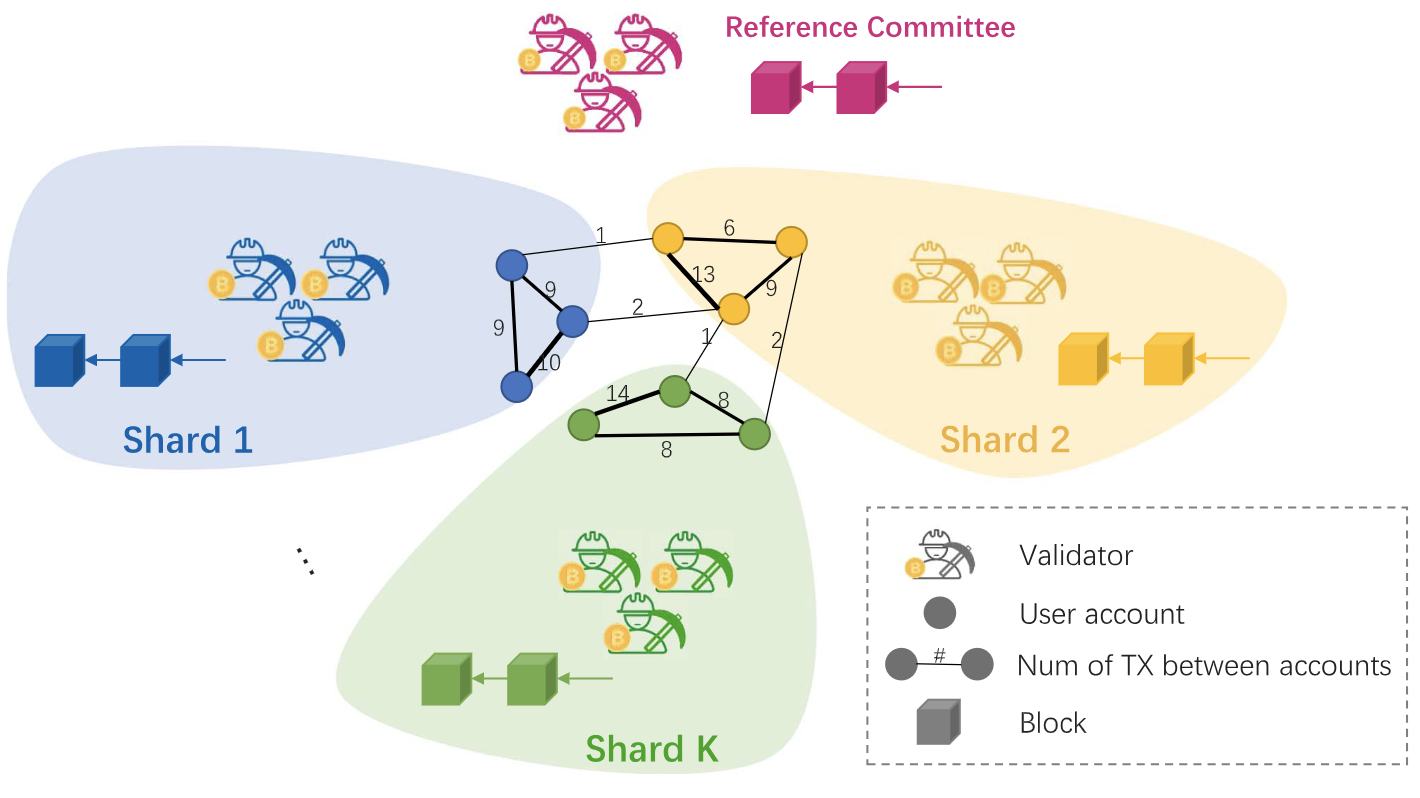 Reference Committee
1
6
13
9
9
9
2
10
1
2
14
8
8
Shard 1
Shard 2
...
Shard K
Validator
User account
#
Num of TX between accounts
Block